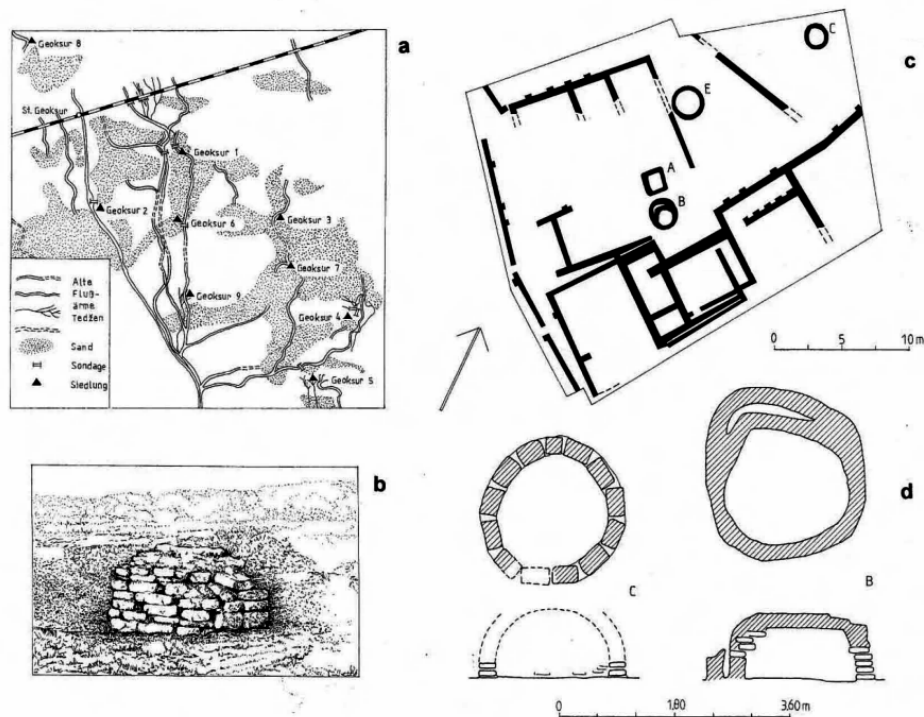 a
Geoksur 8
St. Geoksur
Geoksur 1
Geoksur 2
Geoksur 6
Geoksur 3
Geoksur 7
Geoksur 9
Geoksur 4
Geoksur 5
Alte
Fluß-
arme
Tedžen
Sand
Sondage
Siedlung
c
C
E
A
B
0 5 10 m
b
d
C
B
0 1,80 3,60 m